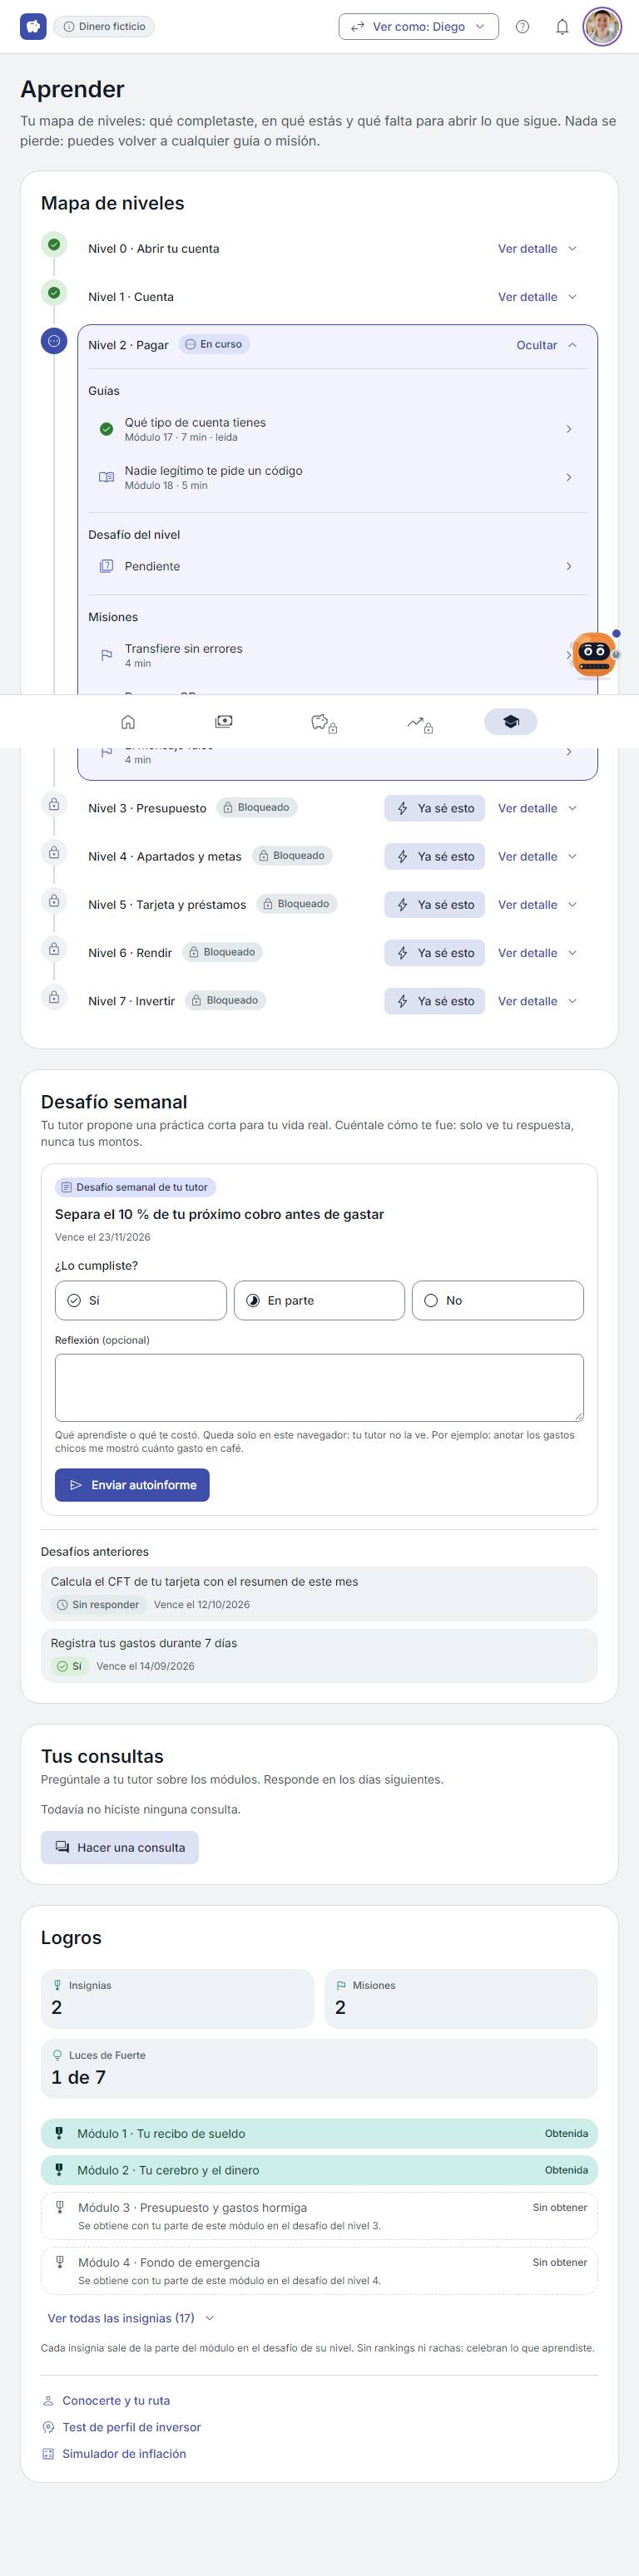 Dinero ficticio
Ver como: Diego
Aprender
Tu mapa de niveles: qué completaste, en qué estás y qué falta para abrir lo que sigue. Nada se
pierde: puedes volver a cualquier guía o misión.
Mapa de niveles
Nivel 0 · Abrir tu cuenta
Ver detalle
Nivel 1 · Cuenta
Ver detalle
Nivel 2 · Pagar
En curso
Ocultar
Guías
Qué tipo de cuenta tienes
Módulo 17 · 7 min · leída
Nadie legítimo te pide un código
Módulo 18 · 5 min
Desafío del nivel
Pendiente
Misiones
Transfiere sin errores
4 min
4 min
Nivel 3 · Presupuesto
Bloqueado
Ya sé esto
Ver detalle
Nivel 4 · Apartados y metas
Bloqueado
Ya sé esto
Ver detalle
Nivel 5 · Tarjeta y préstamos
Bloqueado
Ya sé esto
Ver detalle
Nivel 6 · Rendir
Bloqueado
Ya sé esto
Ver detalle
Nivel 7 · Invertir
Bloqueado
Ya sé esto
Ver detalle
Desafío semanal
Tu tutor propone una práctica corta para tu vida real. Cuéntale cómo te fue: solo ve tu respuesta,
nunca tus montos.
Desafío semanal de tu tutor
Separa el 10 % de tu próximo cobro antes de gastar
Vence el 23/11/2026
¿Lo cumpliste?
Sí
En parte
No
Reflexión (opcional)
Qué aprendiste o qué te costó. Queda solo en este navegador: tu tutor no la ve. Por ejemplo: anotar los gastos
chicos me mostró cuánto gasto en café.
Enviar autoinforme
Desafíos anteriores
Calcula el CFT de tu tarjeta con el resumen de este mes
Sin responder
Vence el 12/10/2026
Registra tus gastos durante 7 días
Sí
Vence el 14/09/2026
Tus consultas
Pregúntale a tu tutor sobre los módulos. Responde en los días siguientes.
Todavía no hiciste ninguna consulta.
Hacer una consulta
Logros
Insignias
2
Misiones
2
Luces de Fuerte
1 de 7
Módulo 1 · Tu recibo de sueldo
Obtenida
Módulo 2 · Tu cerebro y el dinero
Obtenida
Módulo 3 · Presupuesto y gastos hormiga
Sin obtener
Se obtiene con tu parte de este módulo en el desafío del nivel 3.
Módulo 4 · Fondo de emergencia
Sin obtener
Se obtiene con tu parte de este módulo en el desafío del nivel 4.
Ver todas las insignias (17)
Cada insignia sale de la parte del módulo en el desafío de su nivel. Sin rankings ni rachas: celebran lo que aprendiste.
Conocerte y tu ruta
Test de perfil de inversor
Simulador de inflación